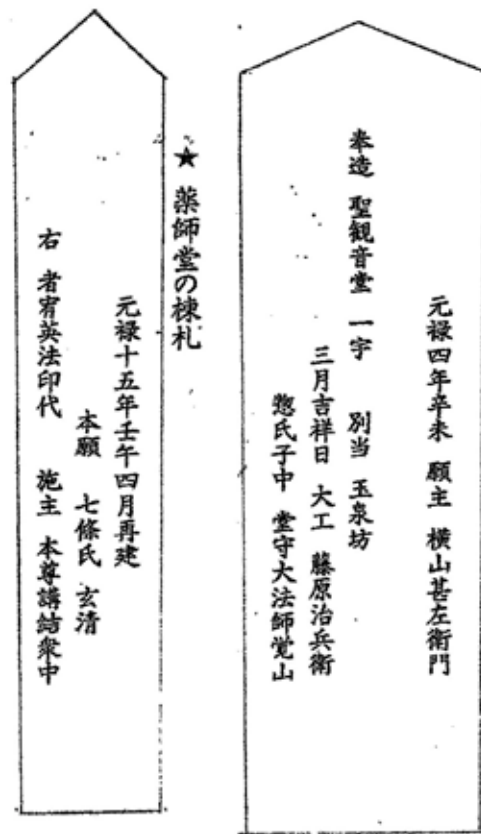 元禄四年辛未　願主　横山甚左衛門
奉造　聖観音堂　一宇　別当　玉泉坊
三月吉祥日　大工　藤原治兵衛
惣氏子中　堂守大法師覚山
★　薬師堂の棟札
元禄十五年壬午四月再建
本願　七條氏　玄清
右　者宥英法印代　施主　本尊講結衆中